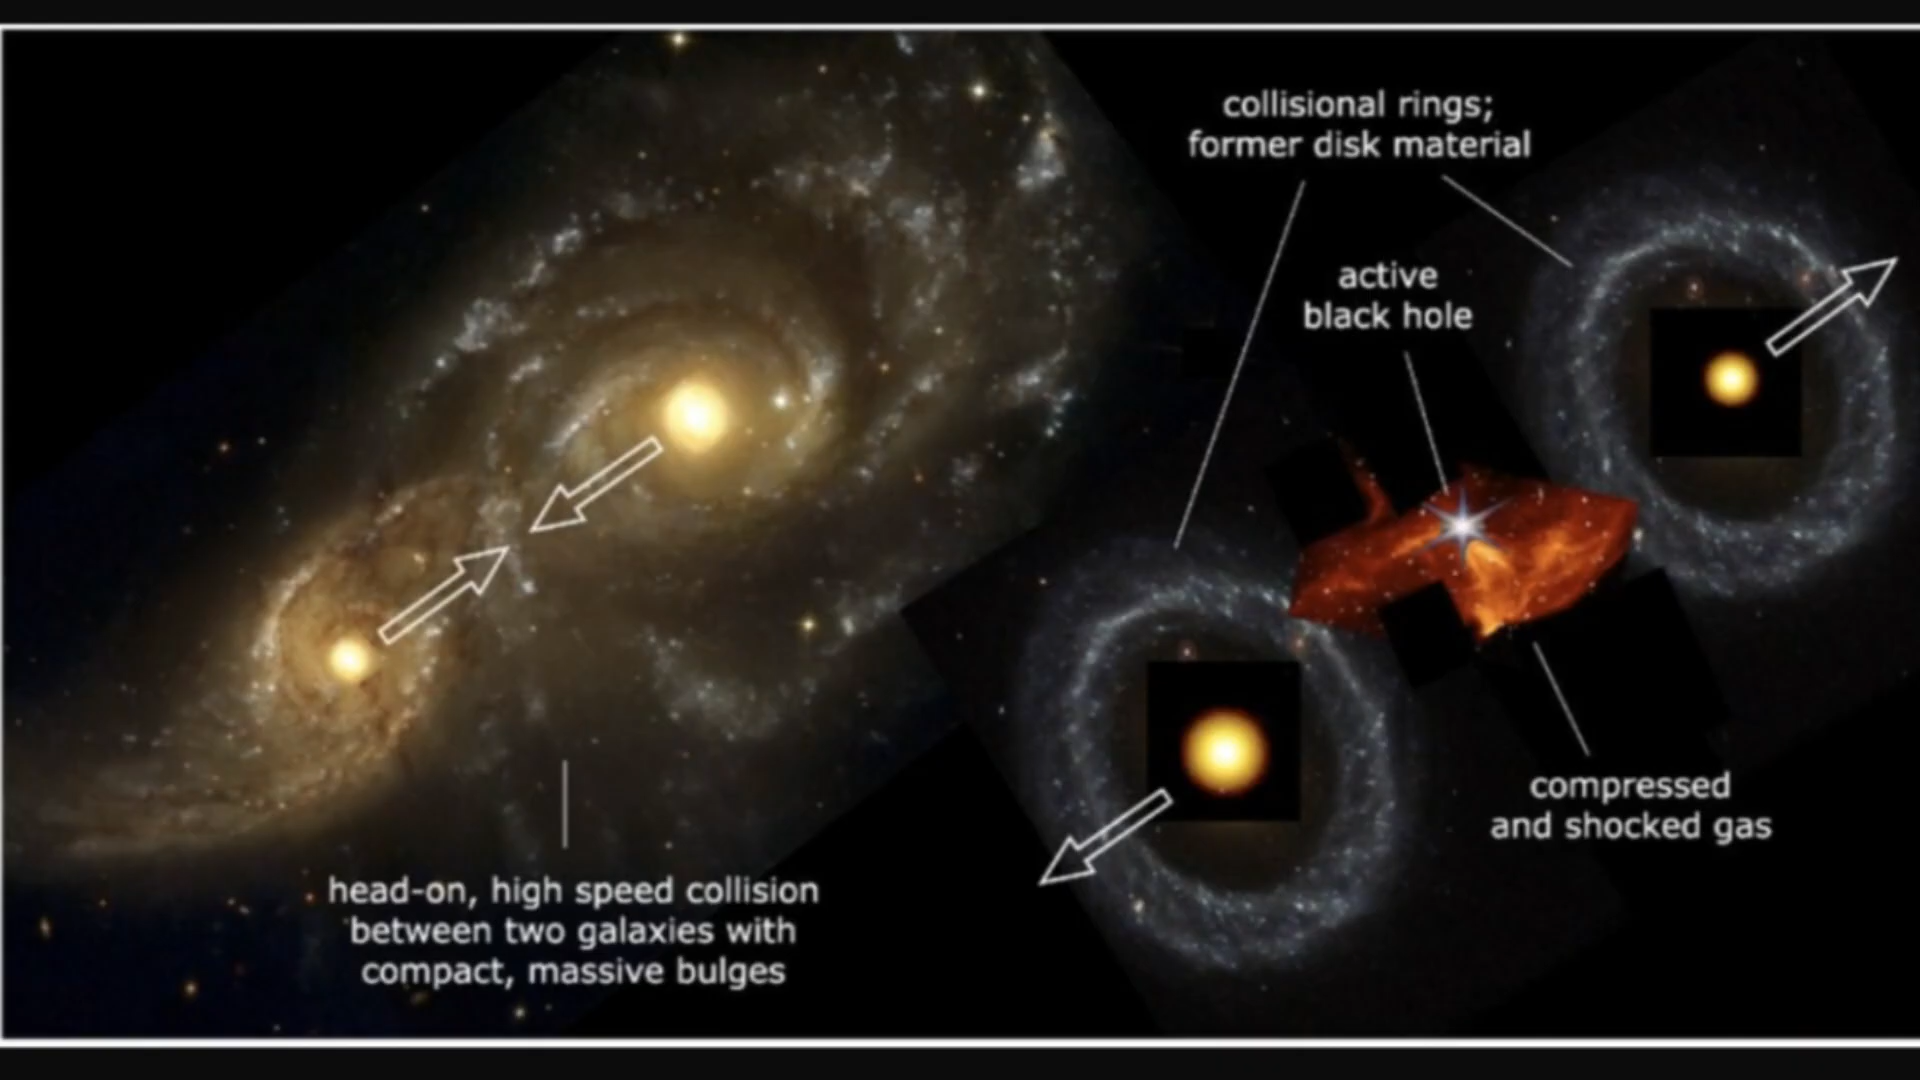 collisional rings;
former disk material
active
black hole
compressed
and shocked gas
head-on, high speed collision
between two galaxies with
compact, massive bulges